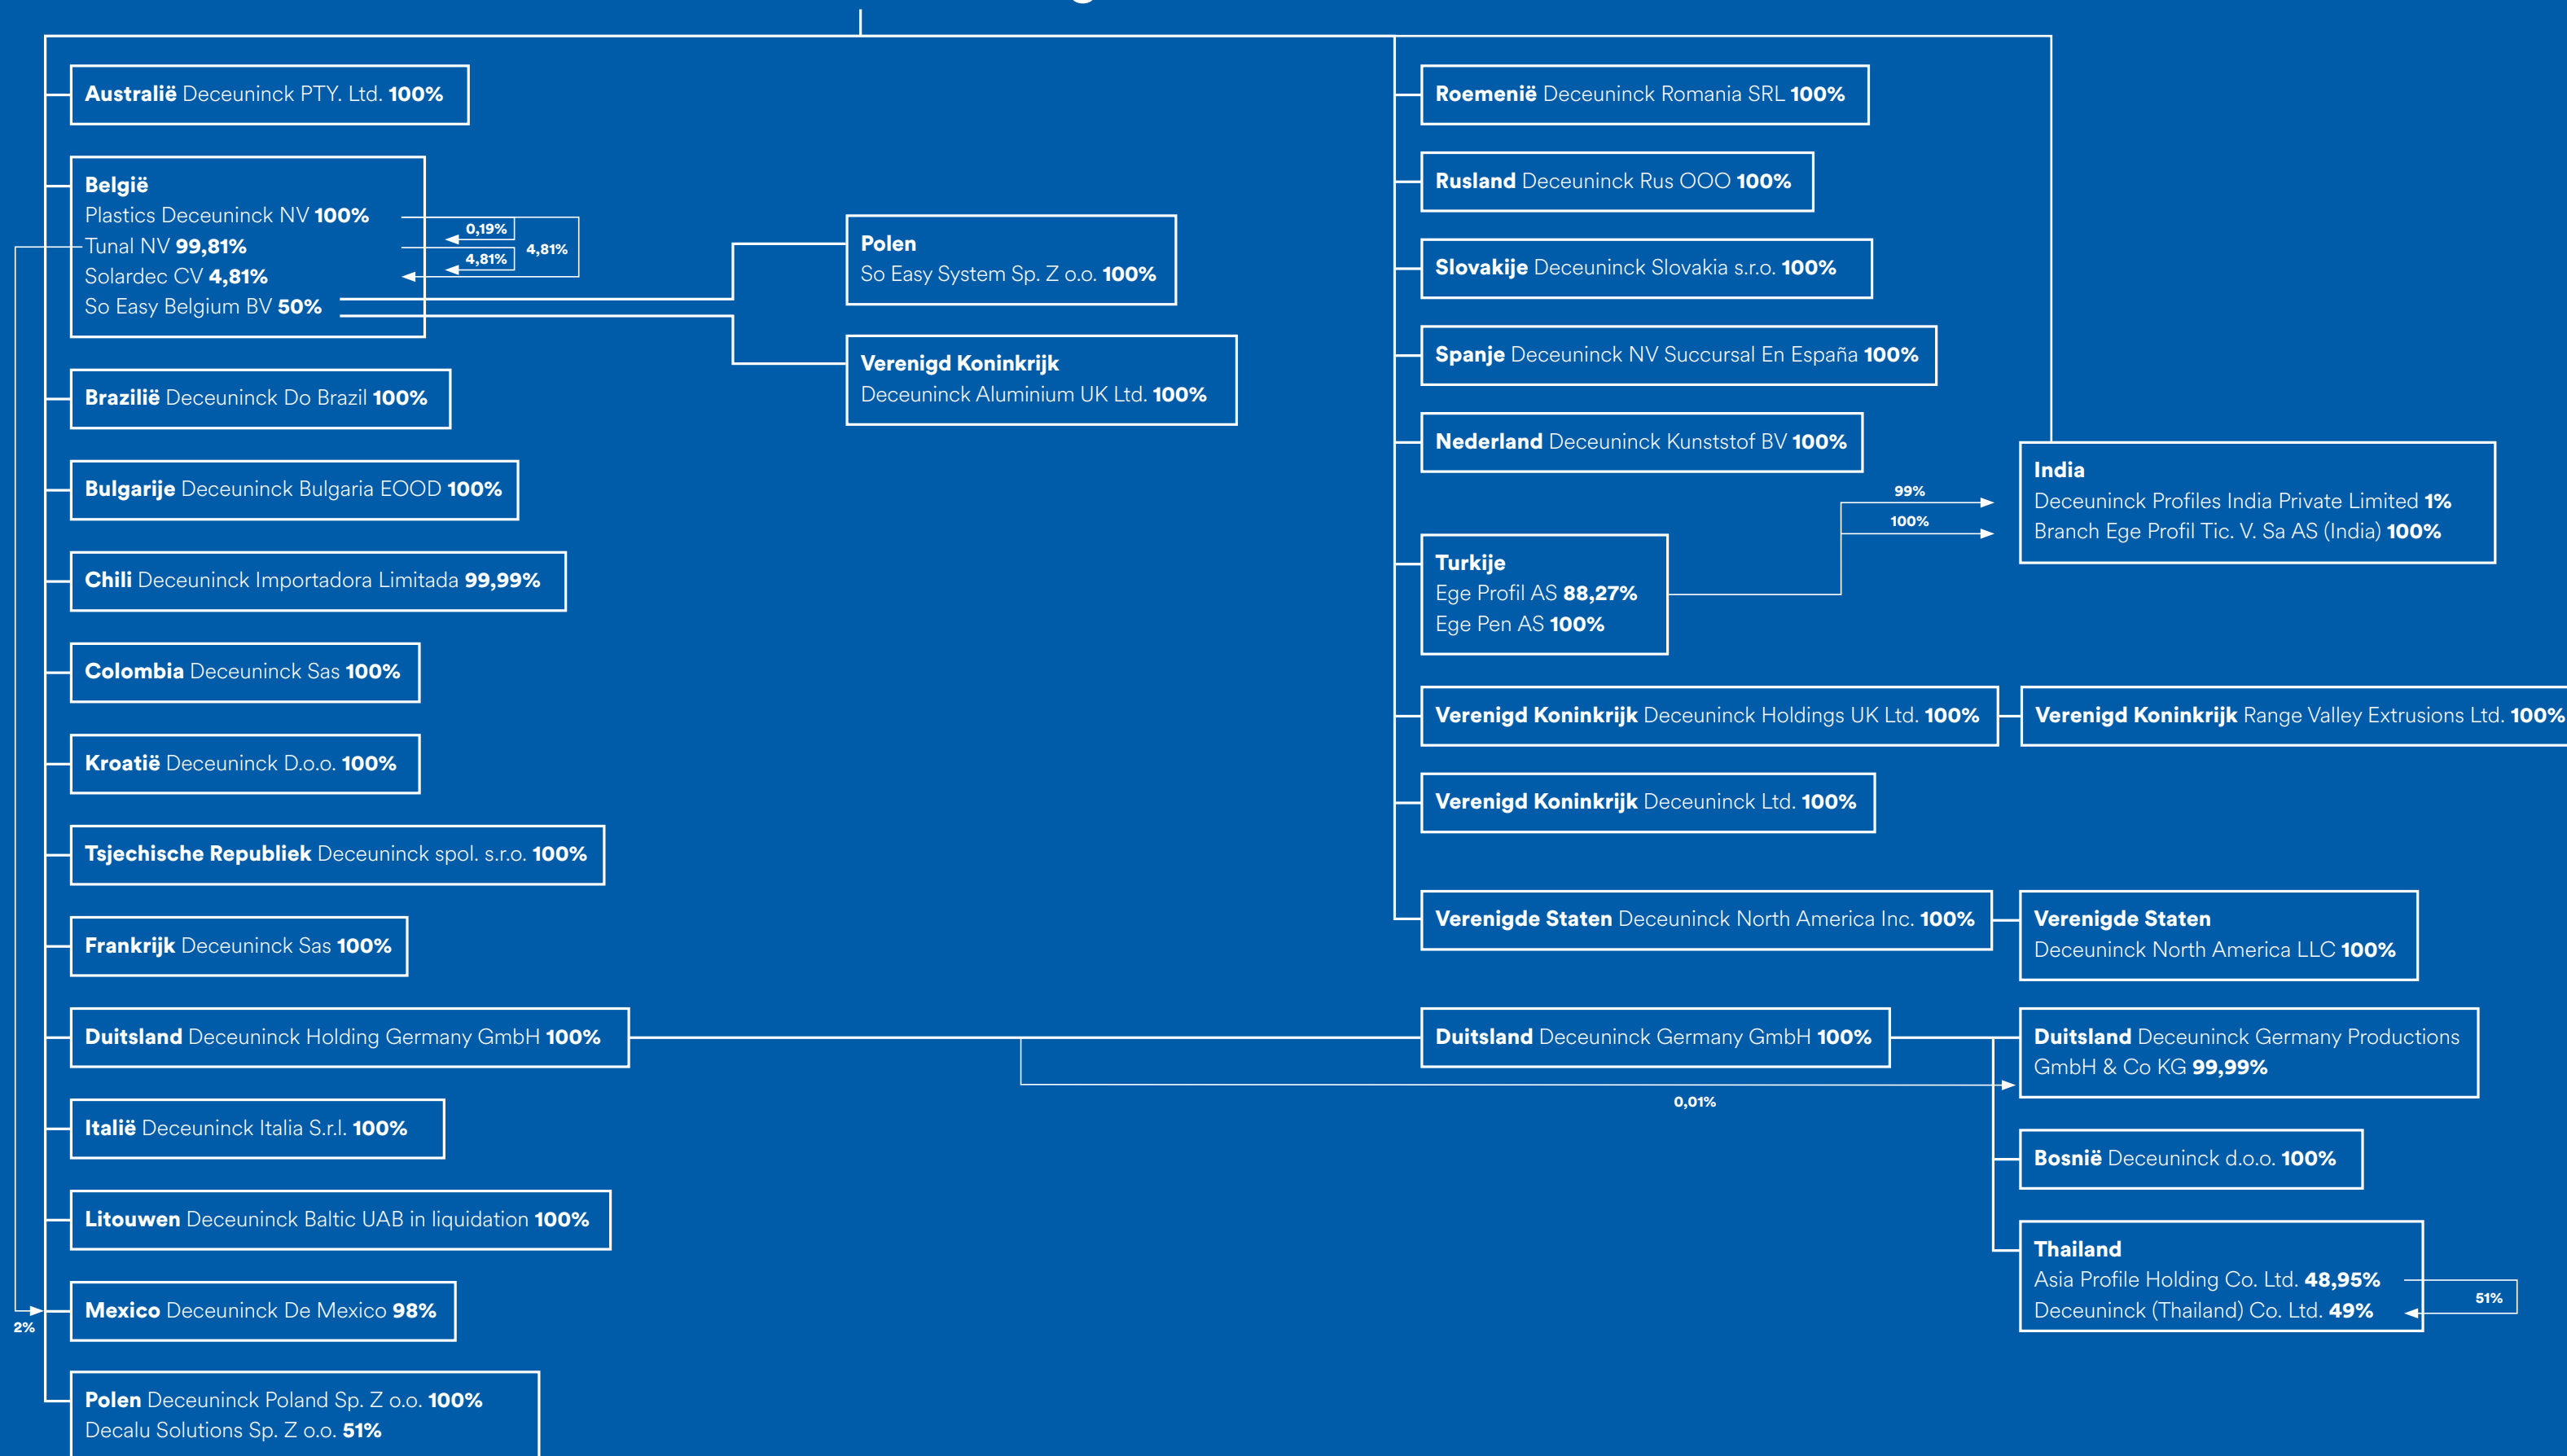 Australië Deceuninck PTY. Ltd. 100%
België
Plastics Deceuninck NV 100%
Tunal NV 99,81%
Solardec CV 4,81%
So Easy Belgium BV 50%
0,19%
4,81%
4,81%
Polen
So Easy System Sp. Z o.o. 100%
Verenigd Koninkrijk
Deceuninck Aluminium UK Ltd. 100%
Brazilië Deceuninck Do Brazil 100%
Bulgarije Deceuninck Bulgaria EOOD 100%
Chili Deceuninck Importadora Limitada 99,99%
Colombia Deceuninck Sas 100%
Kroatië Deceuninck D.o.o. 100%
Tsjechische Republiek Deceuninck spol. s.r.o. 100%
Frankrijk Deceuninck Sas 100%
Duitsland Deceuninck Holding Germany GmbH 100%
Italië Deceuninck Italia S.r.l. 100%
Litouwen Deceuninck Baltic UAB in liquidation 100%
Mexico Deceuninck De Mexico 98%
2%
Polen Deceuninck Poland Sp. Z o.o. 100%
Decalu Solutions Sp. Z o.o. 51%
Roemenië Deceuninck Romania SRL 100%
Rusland Deceuninck Rus OOO 100%
Slovakije Deceuninck Slovakia s.r.o. 100%
Spanje Deceuninck NV Succursal En España 100%
Nederland Deceuninck Kunststof BV 100%
Turkije
Ege Profil AS 88,27%
Ege Pen AS 100%
99%
100%
India
Deceuninck Profiles India Private Limited 1%
Branch Ege Profil Tic. V. Sa AS (India) 100%
Verenigd Koninkrijk Deceuninck Holdings UK Ltd. 100%
Verenigd Koninkrijk Range Valley Extrusions Ltd. 100%
Verenigd Koninkrijk Deceuninck Ltd. 100%
Verenigde Staten Deceuninck North America Inc. 100%
Verenigde Staten
Deceuninck North America LLC 100%
Duitsland Deceuninck Germany GmbH 100%
Duitsland Deceuninck Germany Productions
GmbH & Co KG 99,99%
0,01%
Bosnië Deceuninck d.o.o. 100%
Thailand
Asia Profile Holding Co. Ltd. 48,95%
Deceuninck (Thailand) Co. Ltd. 49%
51%